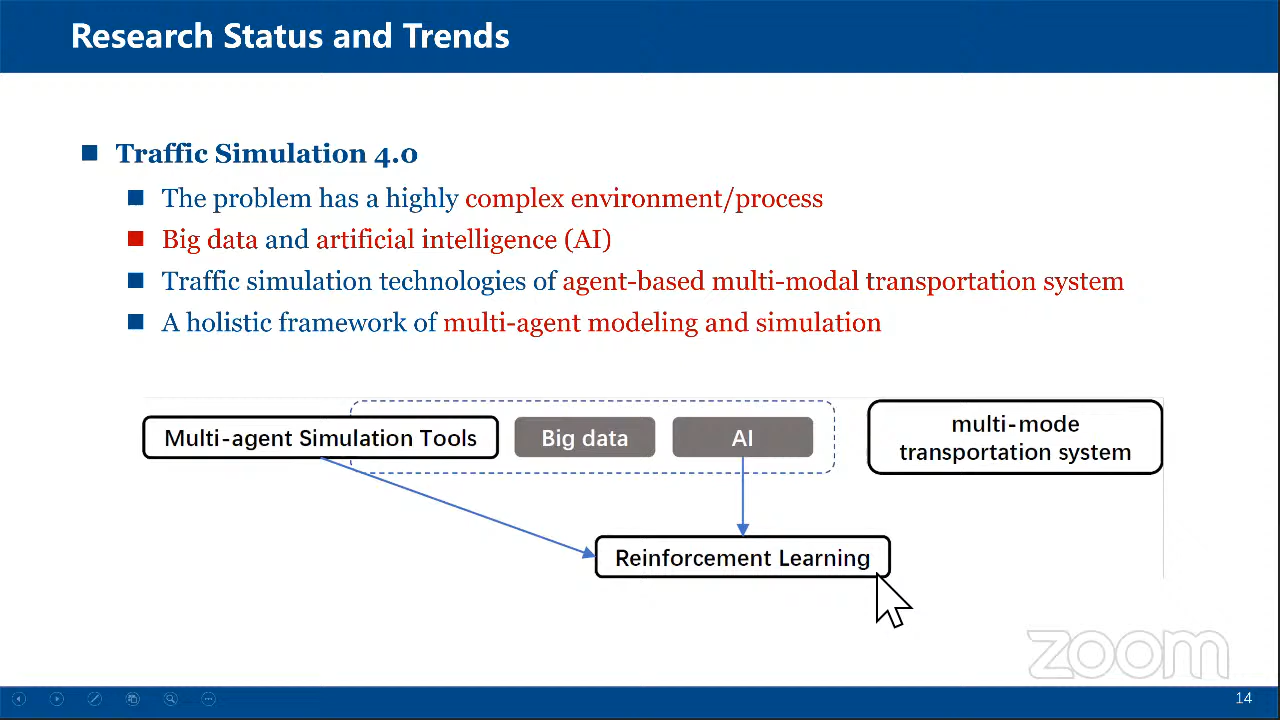 Research Status and Trends
Traffic Simulation 4.0
The problem has a highly complex environment/process
Big data and artificial intelligence (AI)
Traffic simulation technologies of agent-based multi-modal transportation system
A holistic framework of multi-agent modeling and simulation
Multi-agent Simulation Tools
Big data
AI
multi-mode
transportation system
Reinforcement Learning
zoom
14